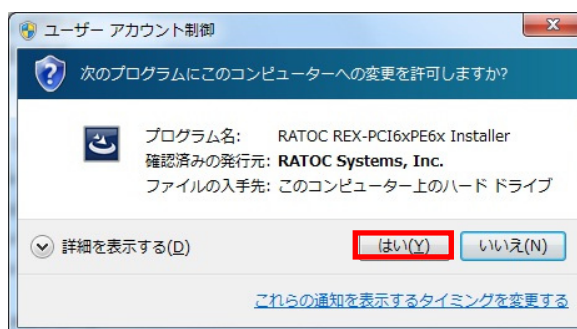 ユーザー アカウント制御
次のプログラムにこのコンピューターへの変更を許可しますか?
プログラム名: RATOC REX-PCI6xPE6x Installer
確認済みの発行元: RATOC Systems, Inc.
ファイルの入手先: このコンピューター上のハード ドライブ
詳細を表示する(D) はい(Y) いいえ(N)
これらの通知を表示するタイミングを変更する